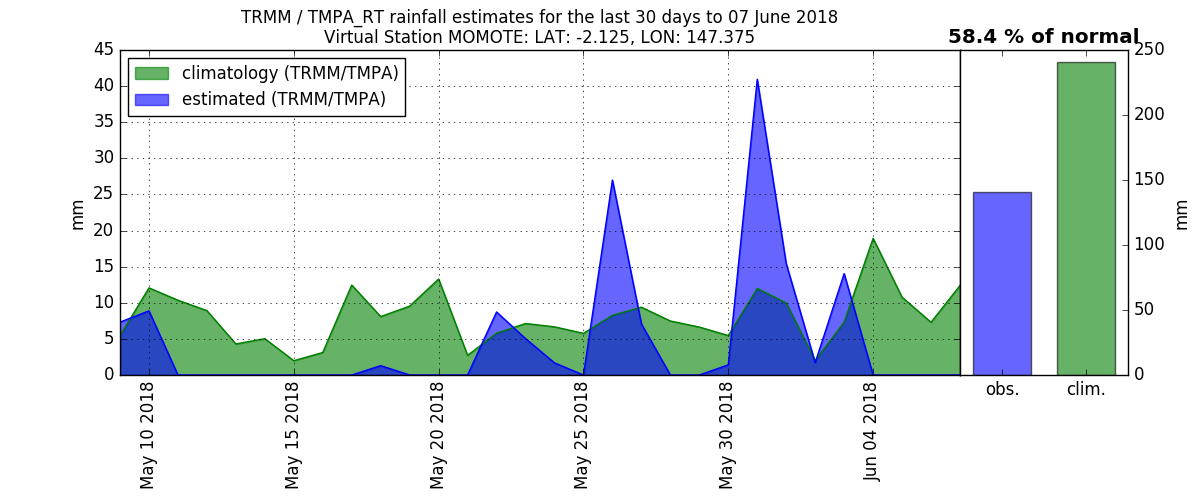 TRMM / TMPA_RT rainfall estimates for the last 30 days to 07 June 2018
Virtual Station MOMOTE: LAT: -2.125, LON: 147.375
58.4 % of normal
climatology (TRMM/TMPA)
estimated (TRMM/TMPA)
mm
45
40
35
30
25
20
15
10
5
0
May 10 2018
May 15 2018
May 20 2018
May 25 2018
May 30 2018
Jun 04 2018
250
200
150
100
50
0
mm
obs.
clim.